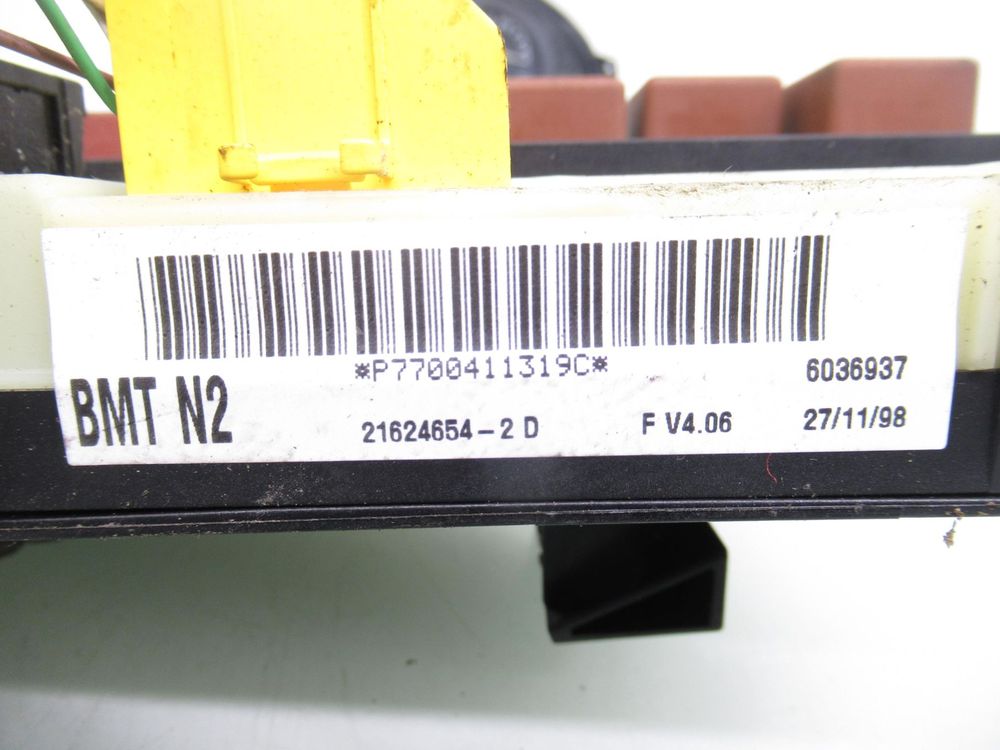 *P7700411319C*
6036937
BMT N2
21624654-2 D
F V4.06
27/11/98